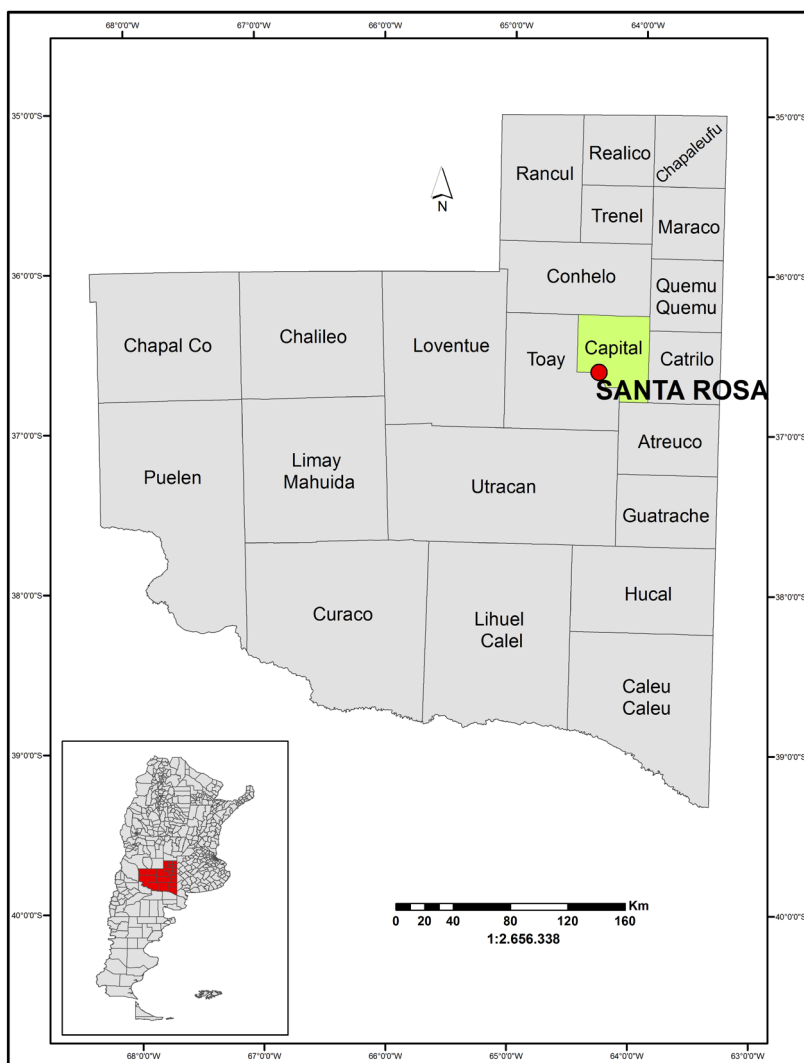 68°0'0"W 67°0'0"W 66°0'0"W 65°0'0"W 64°0'0"W
35°0'0"S 35°0'0"S
Realico
Chapaleufu
Rancul
N
Trenel
Maraco
36°0'0"S 36°0'0"S
Conhelo
Quemu
Quemu
Chapal Co
Chalileo
Loventue
Toay
Capital
Catrilo
SANTA ROSA
37°0'0"S 37°0'0"S
Atreuco
Puelen
Limay
Mahuida
Utracan
Guatrache
38°0'0"S 38°0'0"S
Hucal
Curaco
Lihuel
Calel
Caleu
Caleu
39°0'0"S 39°0'0"S
40°0'0"S 40°0'0"S
Km
0 10 20 40 80 120 160
1:2.656.338
68°0'0"W 67°0'0"W 66°0'0"W 65°0'0"W 64°0'0"W 63°0'0"W